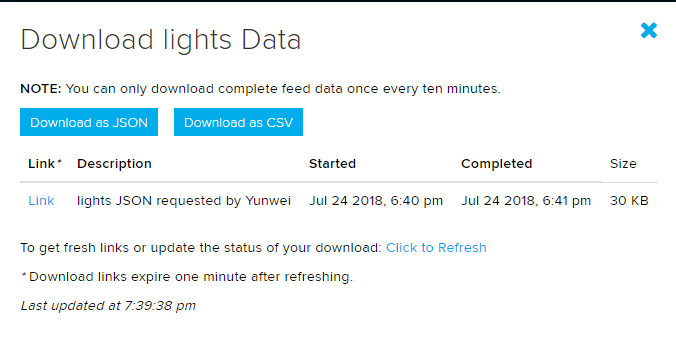 Download lights Data
NOTE: You can only download complete feed data once every ten minutes.
Download as JSON Download as CSV
Link* Description Started Completed Size
Link lights JSON requested by Yunwei Jul 24 2018, 6:40 pm Jul 24 2018, 6:41 pm 30 KB
To get fresh links or update the status of your download: Click to Refresh
*Download links expire one minute after refreshing.
Last updated at 7:39:38 pm